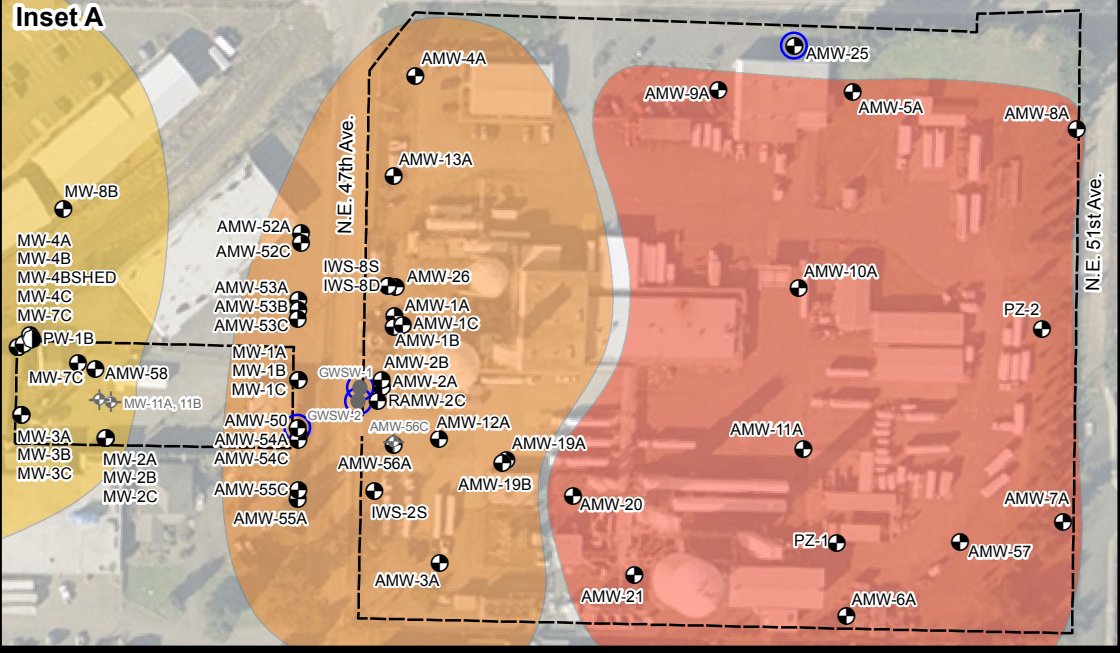 Inset A
AMW-4A
AMW-25
AMW-9A
AMW-5A
AMW-8A
N.E. 47th Ave.
AMW-13A
MW-8B
N.E. 51st Ave.
AMW-52A
AMW-52C
MW-4A
MW-4B
MW-4BSHED
MW-4C
MW-7C
PW-1B
IWS-8S
IWS-8D
AMW-26
AMW-10A
AMW-53A
AMW-53B
AMW-53C
AMW-1A
AMW-1C
AMW-1B
PZ-2
MW-1A
MW-1B
MW-1C
MW-7C
AMW-58
GWSW-1
AMW-2B
AMW-2A
RAMW-2C
MW-11A, 11B
GWSW-2
AMW-50
AMW-54A
AMW-54C
AMW-56C
AMW-12A
AMW-11A
MW-3A
MW-3B
MW-3C
MW-2A
MW-2B
MW-2C
AMW-56A
AMW-19A
AMW-19B
AMW-55C
AMW-55A
IWS-2S
AMW-20
AMW-7A
PZ-1
AMW-57
AMW-3A
AMW-21
AMW-6A